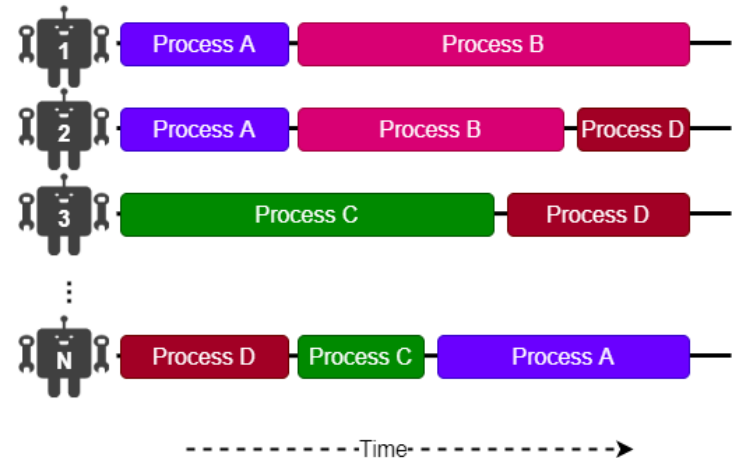 1 Process A Process B
2 Process A Process B Process D
3 Process C Process D
N Process D Process C Process A
Time